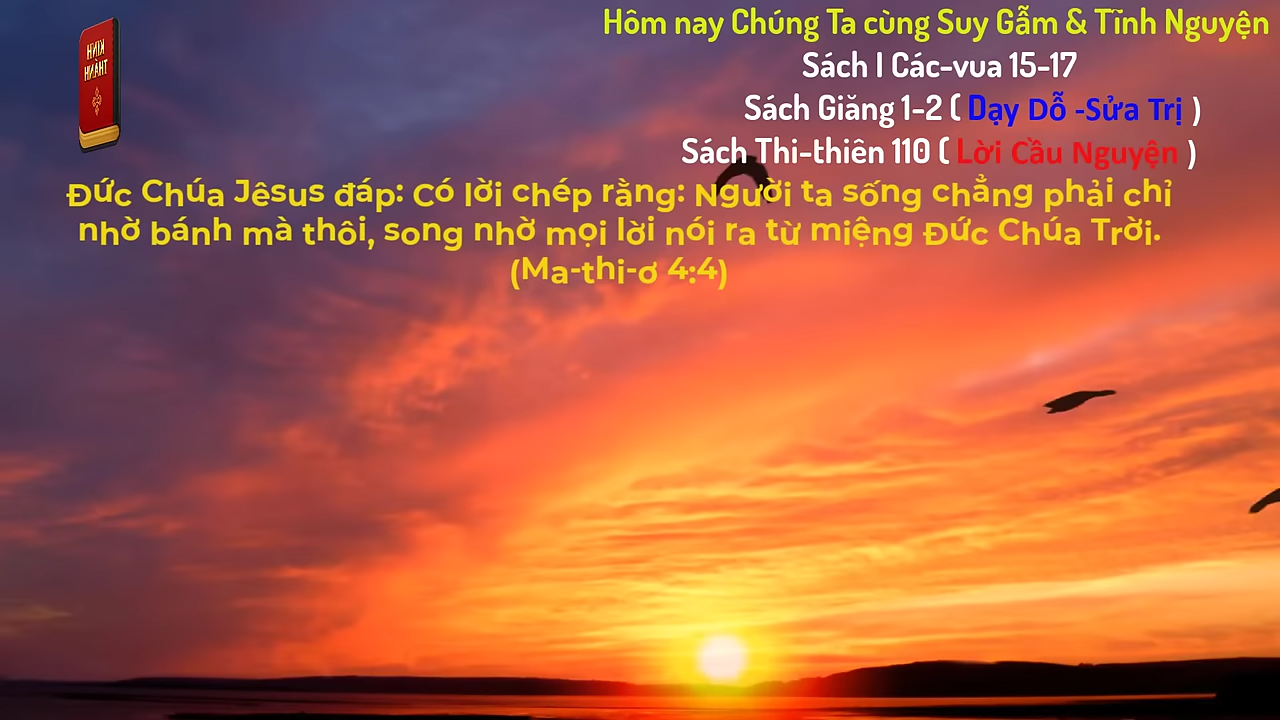 Hôm nay Chúng Ta cùng Suy Gẫm & Tĩnh Nguyện
KINH
THÁNH
Sách I Các-vua 15-17
Sách Giăng 1-2 ( Dạy Dỗ -Sửa Trị )
Sách Thi-thiên 110 ( Lời Cầu Nguyện )
Đức Chúa Jêsus đáp: Có lời chép rằng: Người ta sống chẳng phải chỉ
nhờ bánh mà thôi, song nhờ mọi lời nói ra từ miệng Đức Chúa Trời.
(Ma-thi-ơ 4:4)